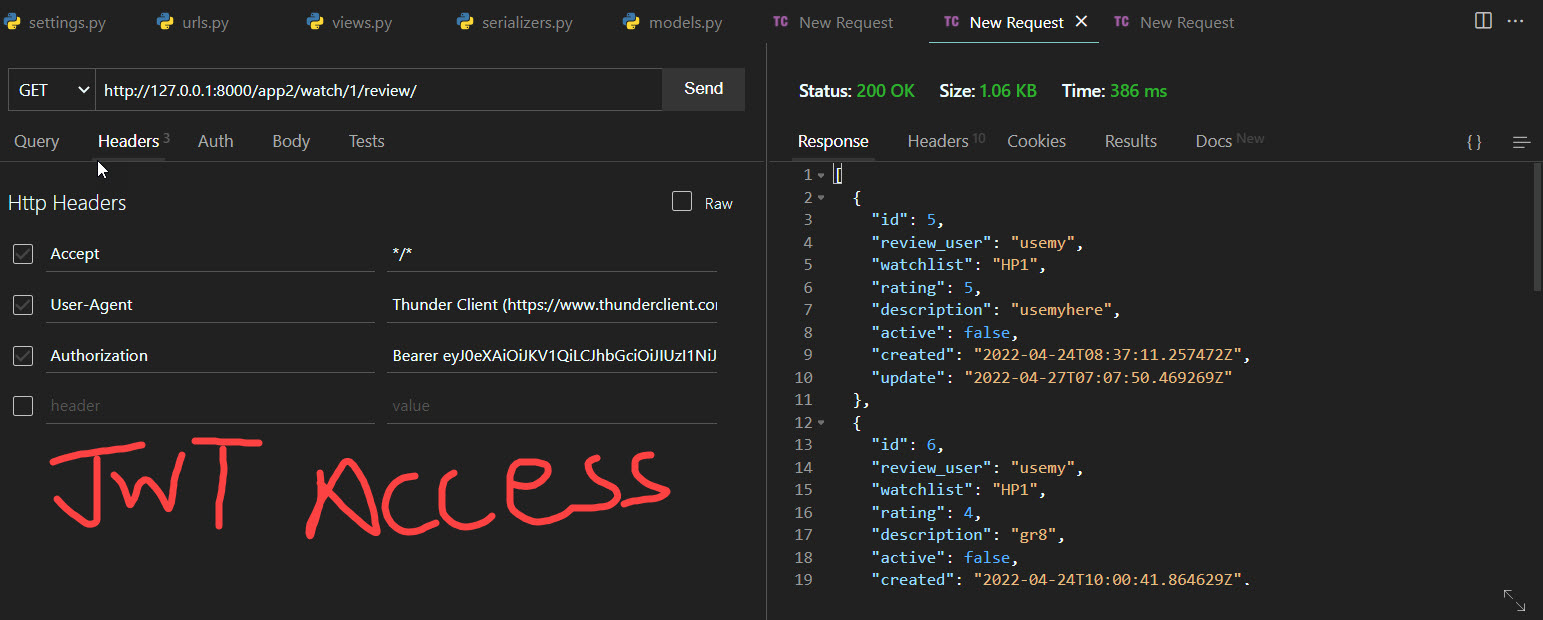 settings.py urls.py views.py serializers.py models.py TC New Request TC New Request TC New Request
GET http://127.0.0.1:8000/app2/watch/1/review/ Send
Query Headers 3 Auth Body Tests
Http Headers Raw
Accept */*
User-Agent Thunder Client (https://www.thunderclient.co
Authorization Bearer eyJ0eXAiOiJKV1QiLCJhbGciOiJIUzI1NiJ
header value
JWT Access
Status: 200 OK Size: 1.06 KB Time: 386 ms
Response Headers 10 Cookies Results Docs New { }
1 [
2 {
3 "id": 5,
4 "review_user": "usemy",
5 "watchlist": "HP1",
6 "rating": 5,
7 "description": "usemyhere",
8 "active": false,
9 "created": "2022-04-24T08:37:11.257472Z",
10 "update": "2022-04-27T07:07:50.469269Z"
11 },
12 {
13 "id": 6,
14 "review_user": "usemy",
15 "watchlist": "HP1",
16 "rating": 4,
17 "description": "gr8",
18 "active": false,
19 "created": "2022-04-24T10:00:41.864629Z",